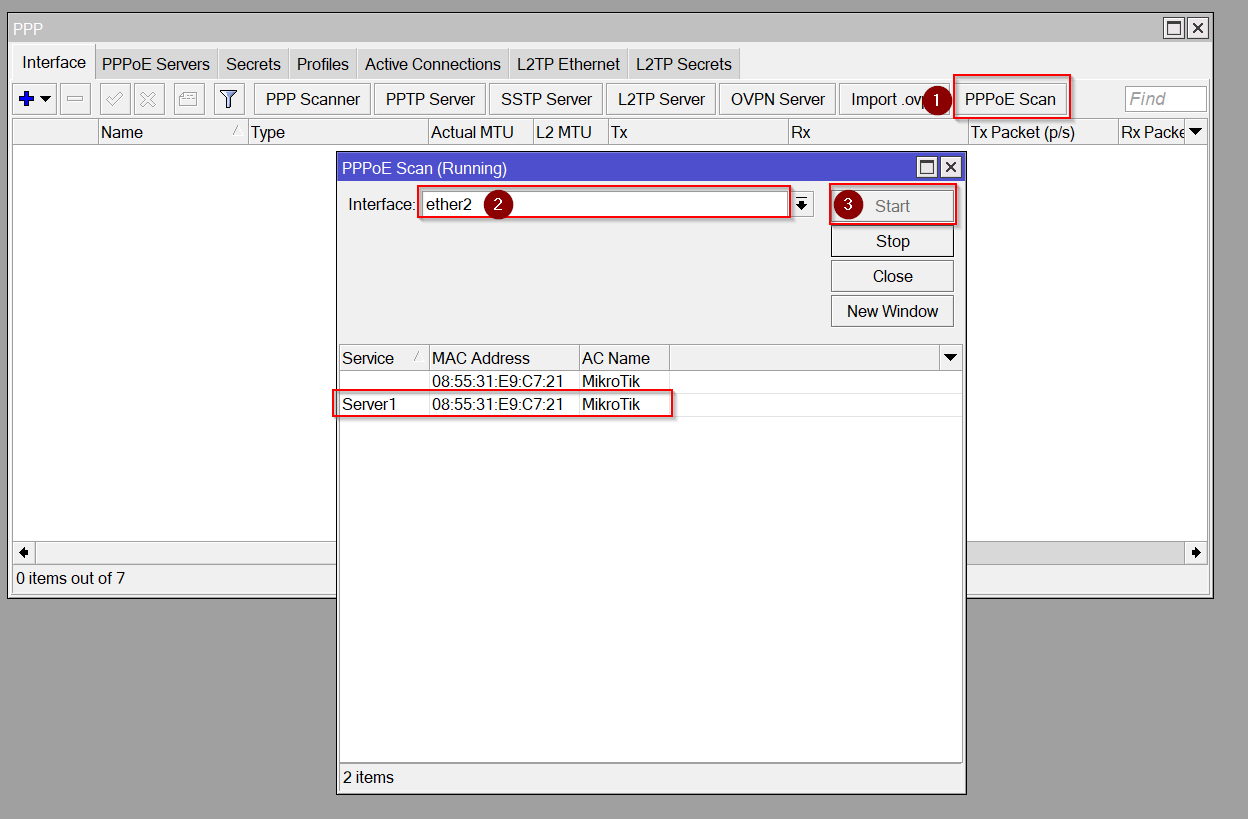 PPP
Interface PPPoE Servers Secrets Profiles Active Connections L2TP Ethernet L2TP Secrets
PPP Scanner PPTP Server SSTP Server L2TP Server OVPN Server Import .ov 1 PPPoE Scan Find
Name Type Actual MTU L2 MTU Tx Rx Tx Packet (p/s) Rx Packe
PPPoE Scan (Running)
Interface: ether2 2 3 Start
Stop
Close
New Window
Service MAC Address AC Name
08:55:31:E9:C7:21 MikroTik
Server1 08:55:31:E9:C7:21 MikroTik
0 items out of 7
2 items